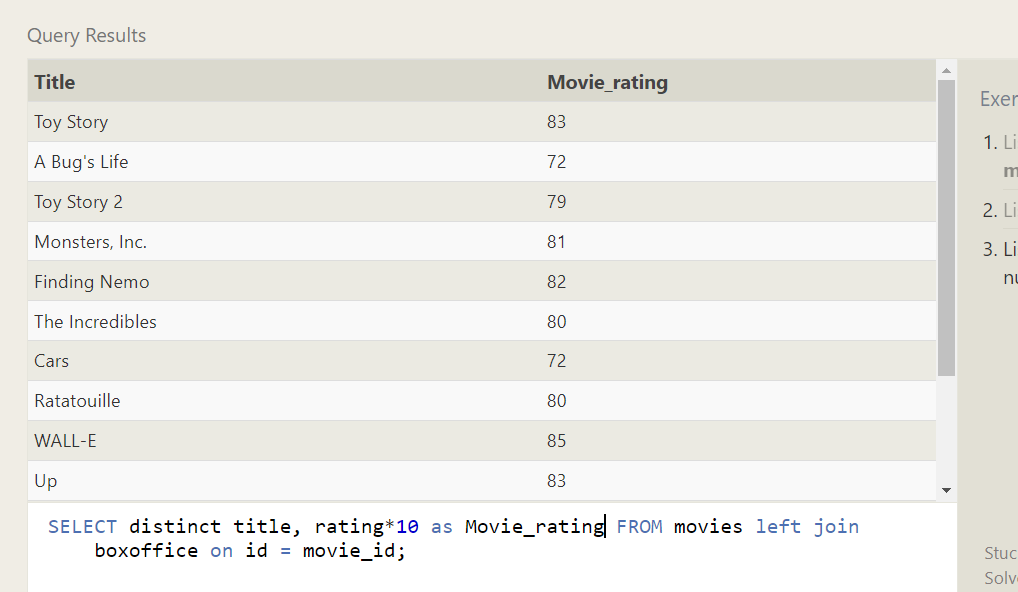 Query Results
Title Movie_rating
Toy Story 83
A Bug's Life 72
Toy Story 2 79
Monsters, Inc. 81
Finding Nemo 82
The Incredibles 80
Cars 72
Ratatouille 80
WALL-E 85
Up 83
SELECT distinct title, rating*10 as Movie_rating FROM movies left join
boxoffice on id = movie_id;
Exer
1. Li
m
2. Li
3. Li
nu
Stuc
Solv